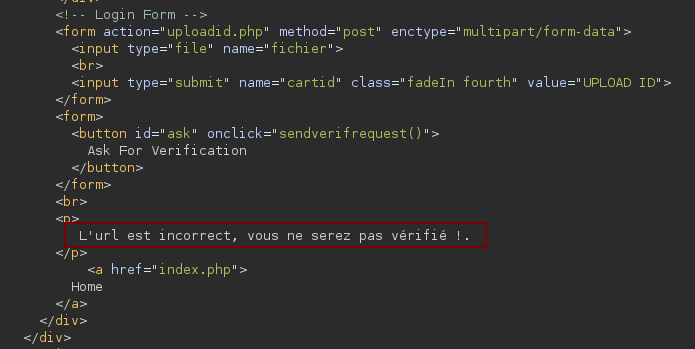 </div>
<!-- Login Form -->
<form action="uploadid.php" method="post" enctype="multipart/form-data">
<input type="file" name="fichier">
<br>
<input type="submit" name="cartid" class="fadeIn fourth" value="UPLOAD ID">
</form>
<form>
<button id="ask" onclick="sendverifrequest()">
Ask For Verification
</button>
</form>
<br>
<p>
L'url est incorrect, vous ne serez pas vérifié !.
</p>
<a href="index.php">
Home
</a>
</div>
</div>